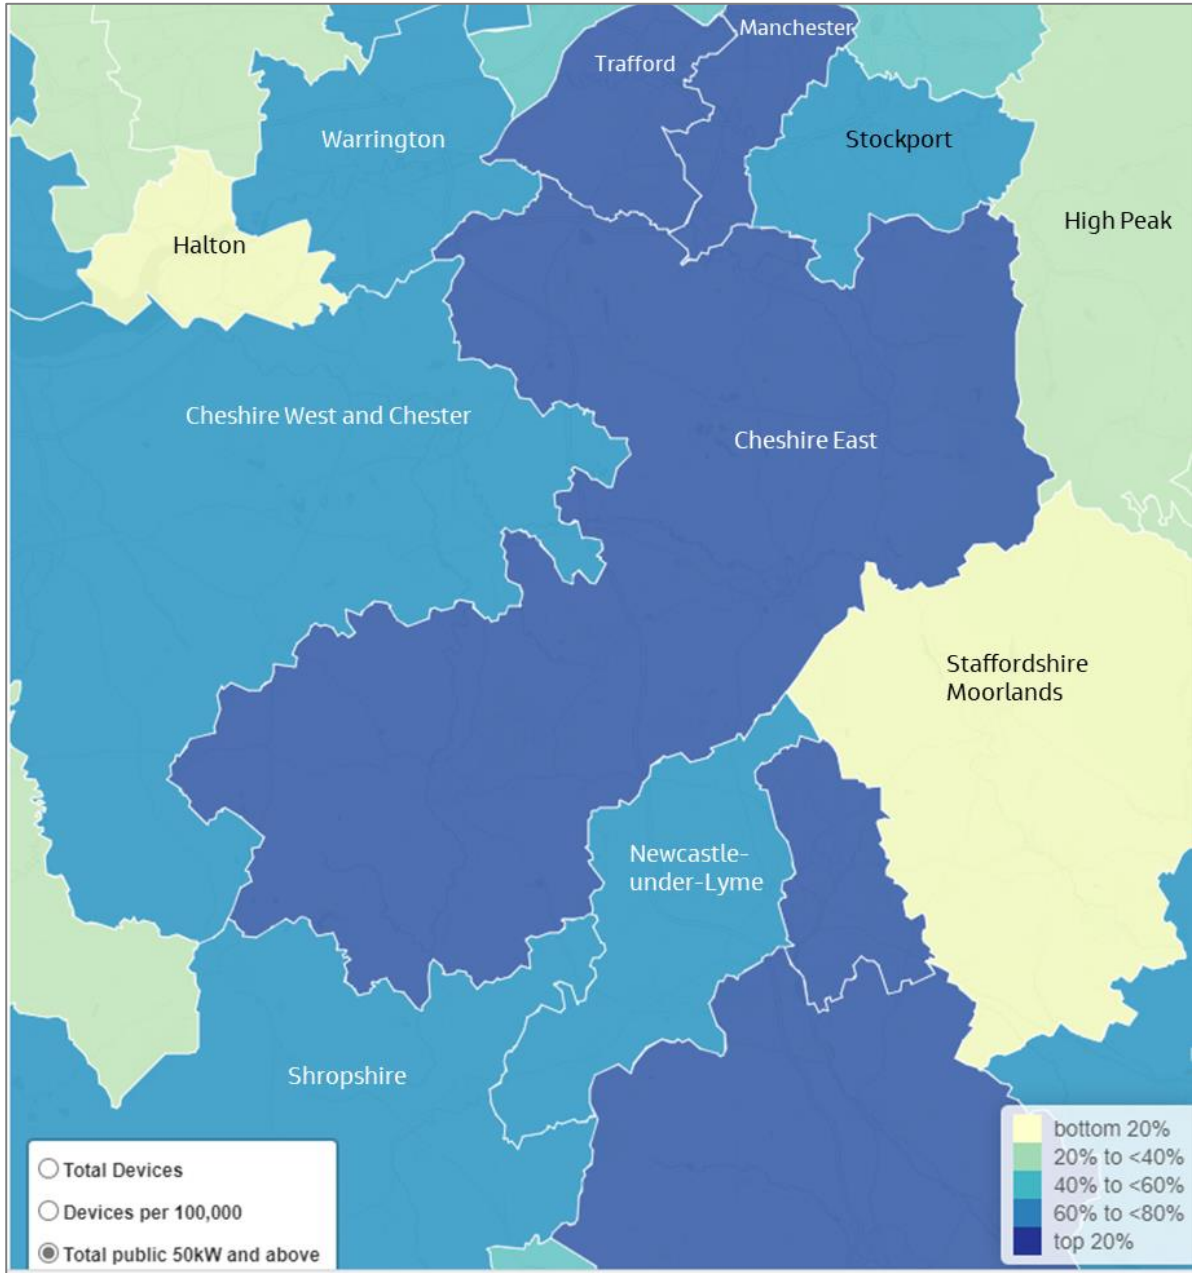 Manchester
Trafford
Warrington
Stockport
High Peak
Halton
Cheshire West and Chester
Cheshire East
Staffordshire
Moorlands
Newcastle-
under-Lyme
Shropshire
Total Devices
Devices per 100,000
Total public 50kW and above
bottom 20%
20% to <40%
40% to <60%
60% to <80%
top 20%